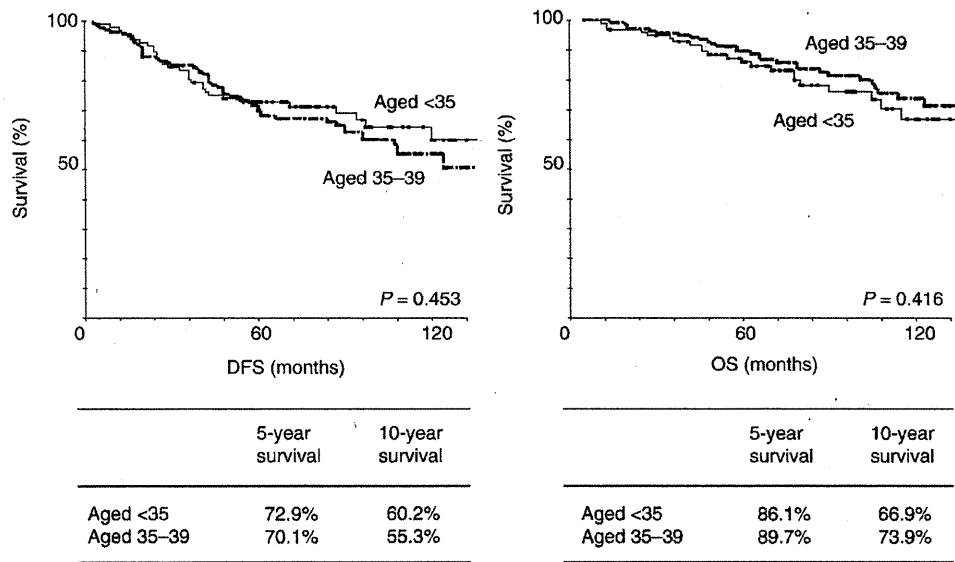 100
50
Survival (%)
Aged <35
Aged 35–39
P = 0.453
0
60
120
DFS (months)
5-year survival
10-year survival
Aged <35
72.9%
60.2%
Aged 35–39
70.1%
55.3%
100
50
Survival (%)
Aged 35–39
Aged <35
P = 0.416
0
60
120
OS (months)
5-year survival
10-year survival
Aged <35
86.1%
66.9%
Aged 35–39
89.7%
73.9%